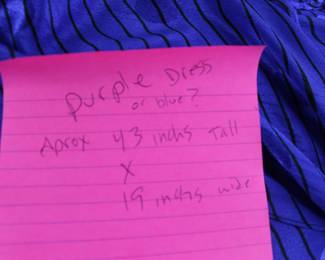 purple Dress
or blue?
Aprox 43 inchs Tall
X
19 inchs wide